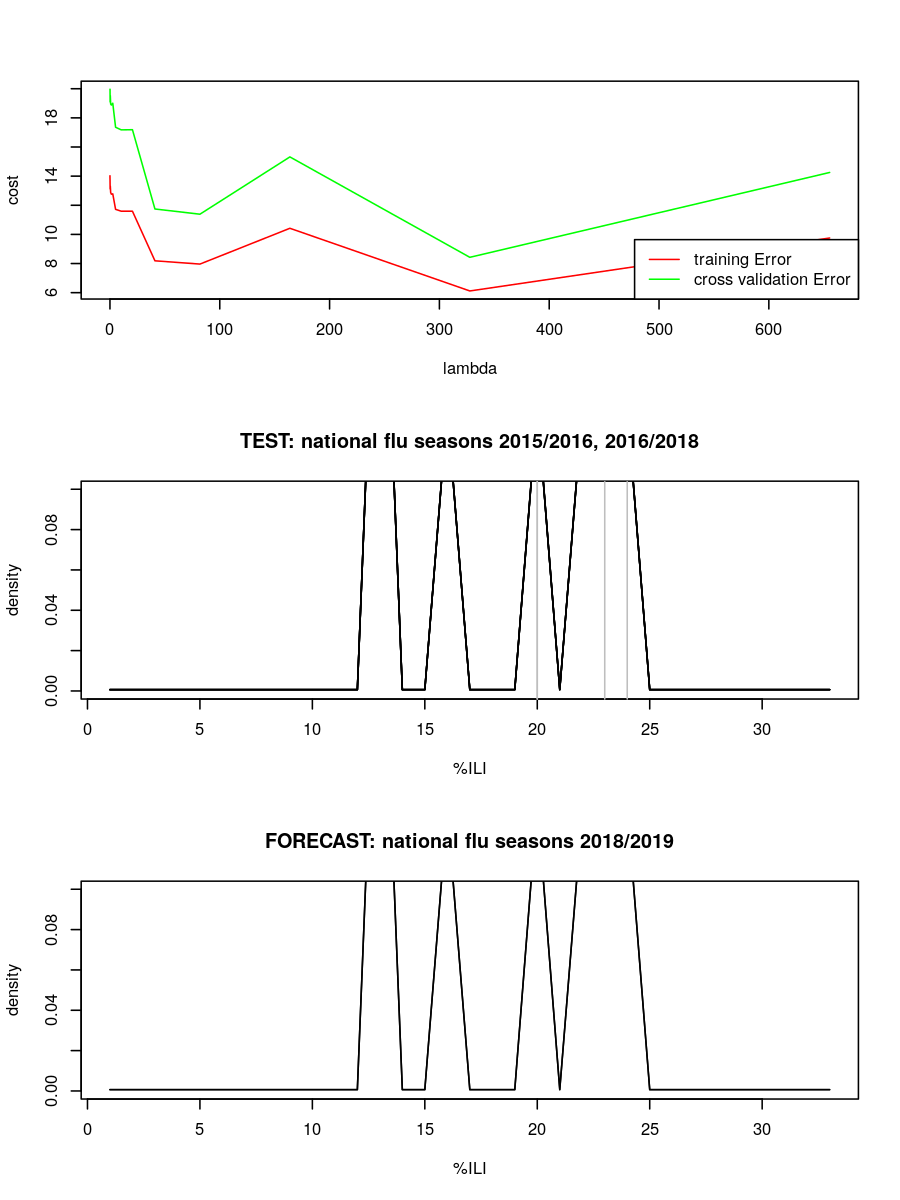 18
14
10
8
6
cost
training Error
cross validation Error
0 100 200 300 400 500 600
lambda
TEST: national flu seasons 2015/2016, 2016/2018
0.08
0.04
0.00
density
0 5 10 15 20 25 30
%ILI
FORECAST: national flu seasons 2018/2019
0.08
0.04
0.00
density
0 5 10 15 20 25 30
%ILI